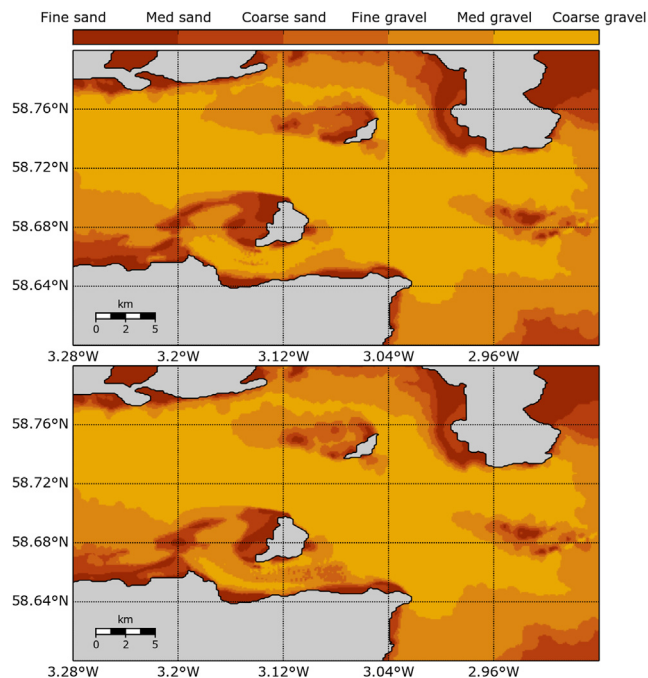 Fine sand Med sand Coarse sand Fine gravel Med gravel Coarse gravel
58.76°N
58.72°N
58.68°N
58.64°N
km
0 2 5
3.28°W 3.2°W 3.12°W 3.04°W 2.96°W
58.76°N
58.72°N
58.68°N
58.64°N
km
0 2 5
3.28°W 3.2°W 3.12°W 3.04°W 2.96°W